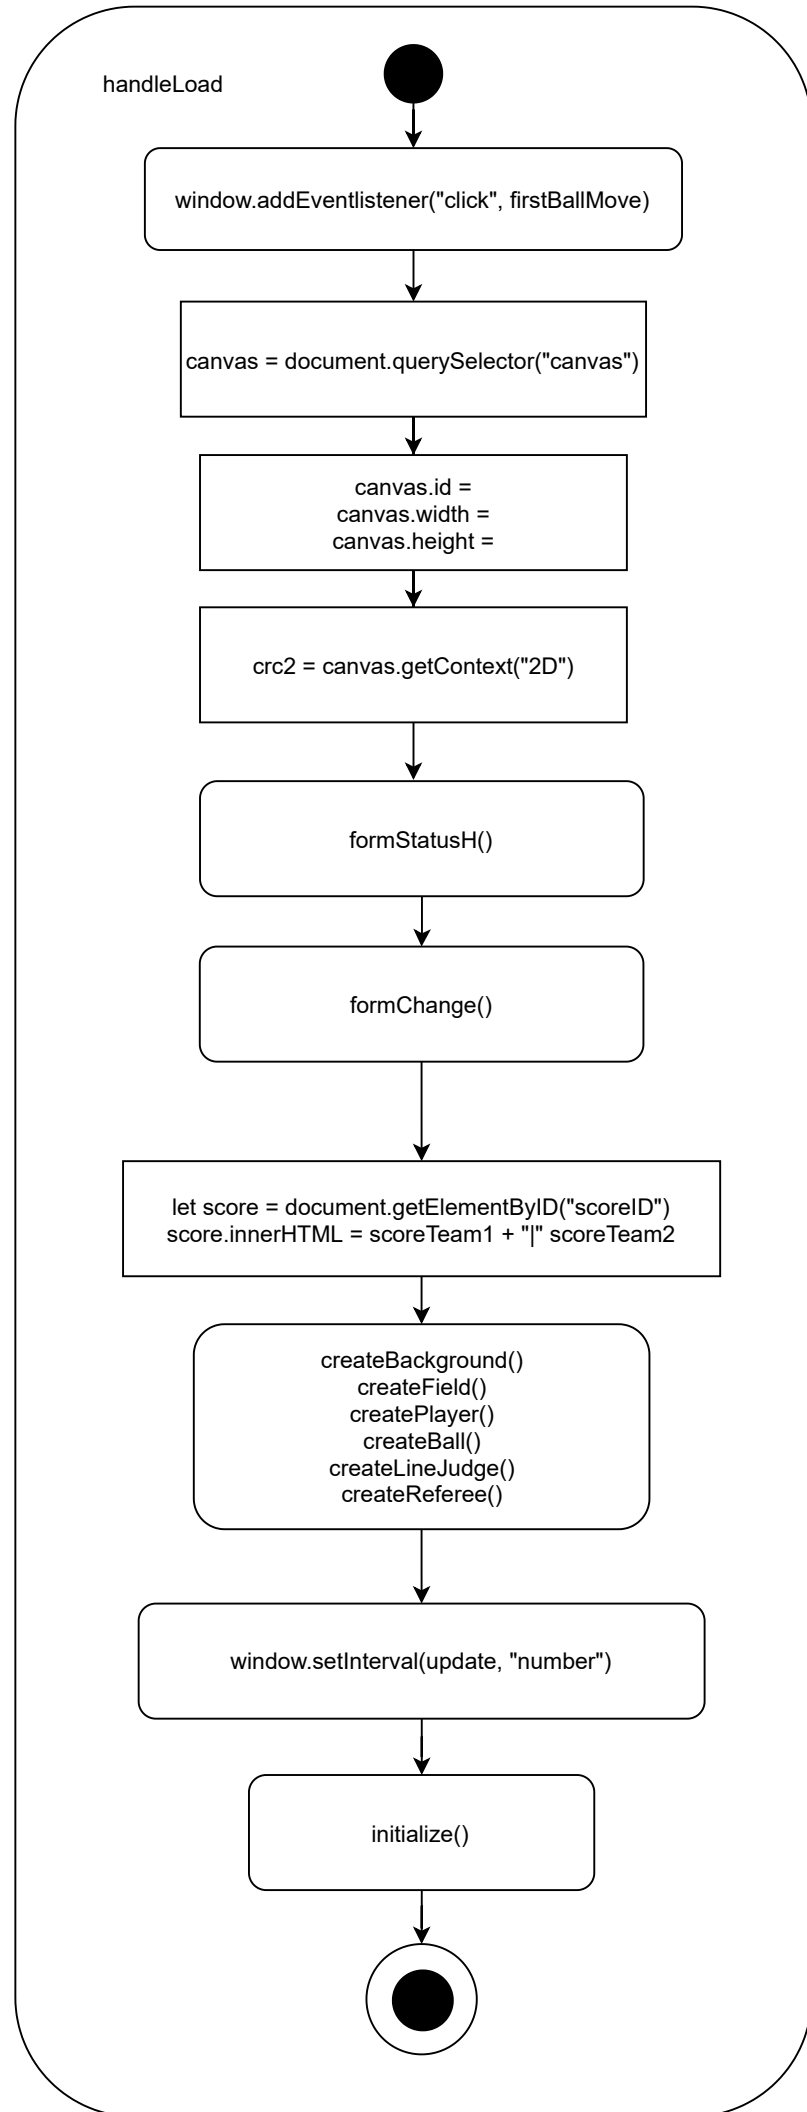 handleLoad
window.addEventlistener("click", firstBallMove)
canvas = document.querySelector("canvas")
canvas.id =
canvas.width =
canvas.height =
crc2 = canvas.getContext("2D")
formStatusH()
formChange()
let score = document.getElementByID("scoreID")
score.innerHTML = scoreTeam1 + "|" scoreTeam2
createBackground()
createField()
createPlayer()
createBall()
createLineJudge()
createReferee()
window.setInterval(update, "number")
initialize()